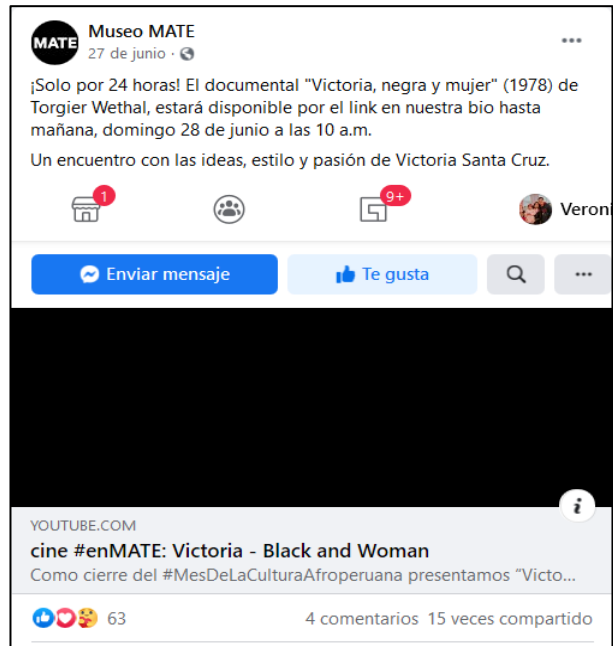 MATE
Museo MATE
27 de junio ·
¡Solo por 24 horas! El documental "Victoria, negra y mujer" (1978) de
Torgier Wethal, estará disponible por el link en nuestra bio hasta
mañana, domingo 28 de junio a las 10 a.m.
Un encuentro con las ideas, estilo y pasión de Victoria Santa Cruz.
1
9+
Veroni
Enviar mensaje
Te gusta
i
YOUTUBE.COM
cine #enMATE: Victoria - Black and Woman
Como cierre del #MesDeLaCulturaAfroperuana presentamos “Victo...
63
4 comentarios 15 veces compartido